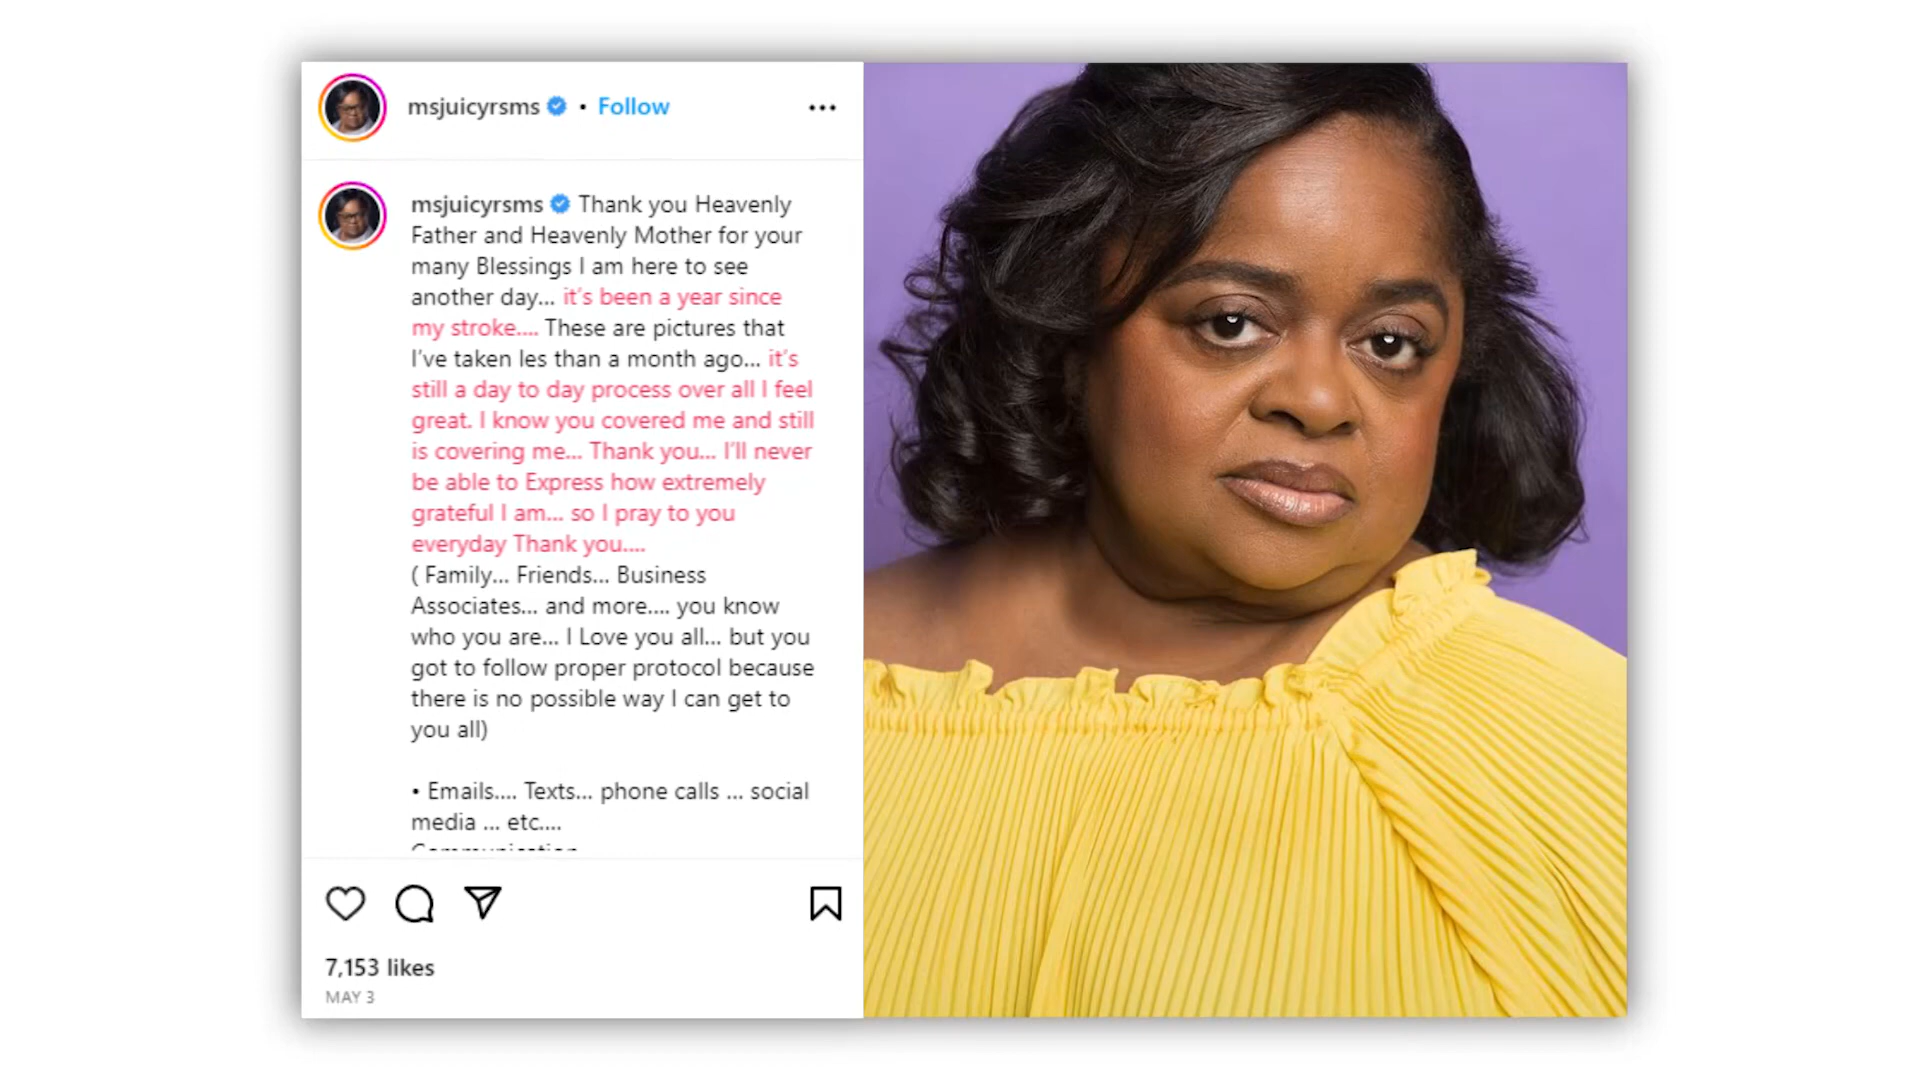 msjuicyrsms • Follow
msjuicyrsms Thank you Heavenly
Father and Heavenly Mother for your
many Blessings I am here to see
another day... it's been a year since
my stroke.... These are pictures that
I've taken les than a month ago... it's
still a day to day process over all I feel
great. I know you covered me and still
is covering me... Thank you... I'll never
be able to Express how extremely
grateful I am... so I pray to you
everyday Thank you....
( Family... Friends... Business
Associates... and more.... you know
who you are... I Love you all... but you
got to follow proper protocol because
there is no possible way I can get to
you all)
• Emails.... Texts... phone calls ... social
media ... etc....
7,153 likes
MAY 3